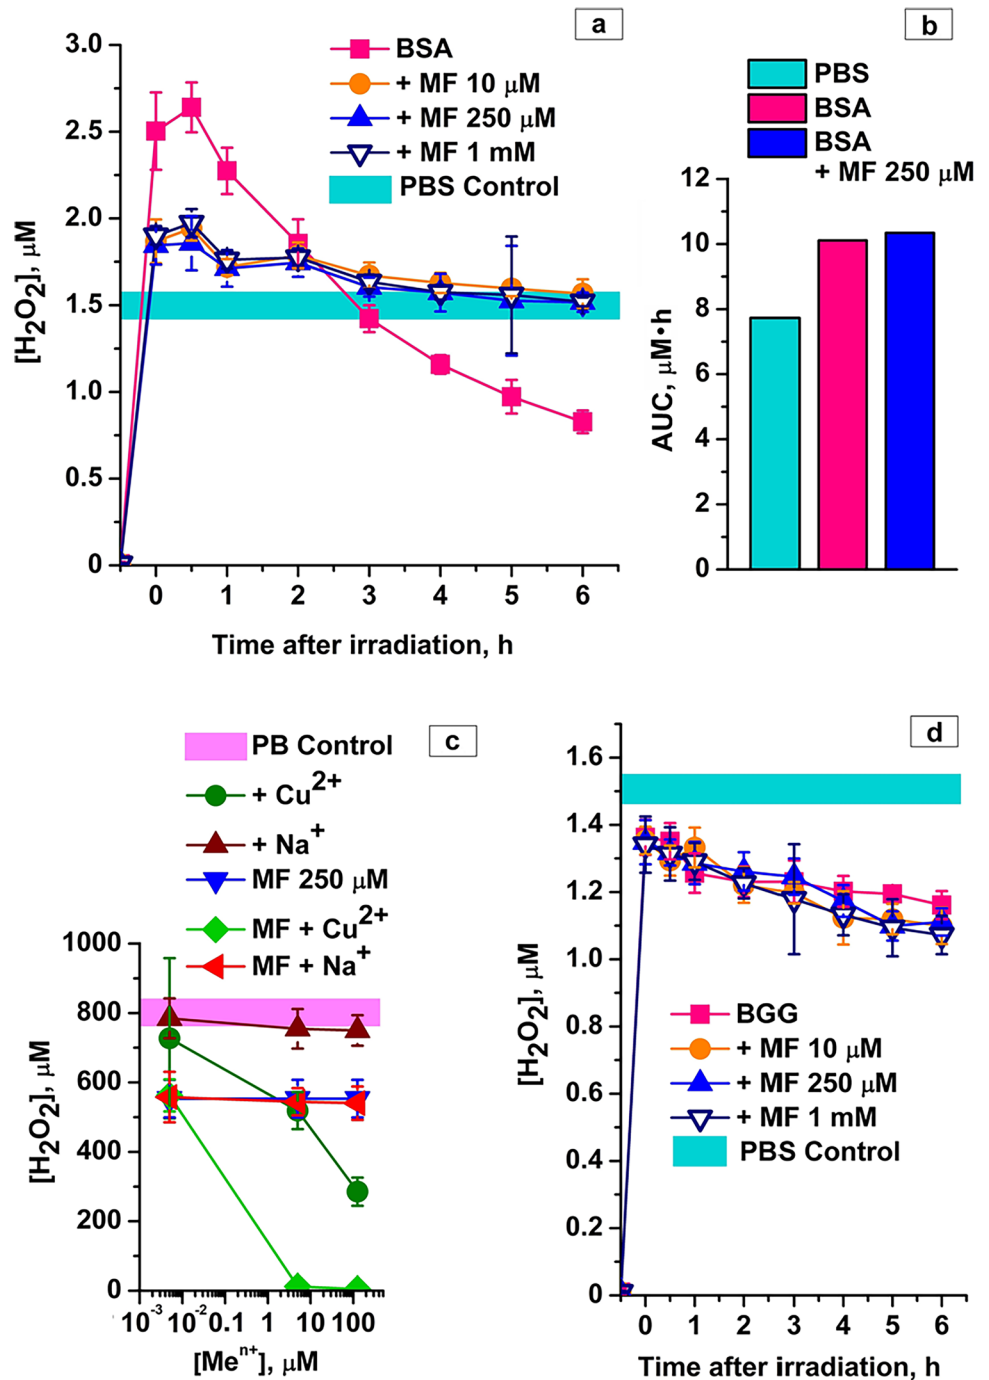 a
BSA
+ MF 10 μM
+ MF 250 μM
+ MF 1 mM
PBS Control
3.0
2.5
2.0
1.5
1.0
0.5
0
[H2O2], μM
0 1 2 3 4 5 6
Time after irradiation, h
b
PBS
BSA
BSA
+ MF 250 μM
12
10
8
6
4
2
0
AUC, μM•h
c
PB Control
+ Cu2+
+ Na+
MF 250 μM
MF + Cu2+
MF + Na+
1000
800
600
400
200
0
[H2O2], μM
10-3 10-2 0.1 1 10 100
[Men+], μM
d
1.6
1.4
1.2
1.0
0.8
0.6
0.4
0.2
0
[H2O2], μM
BGG
+ MF 10 μM
+ MF 250 μM
+ MF 1 mM
PBS Control
0 1 2 3 4 5 6
Time after irradiation, h